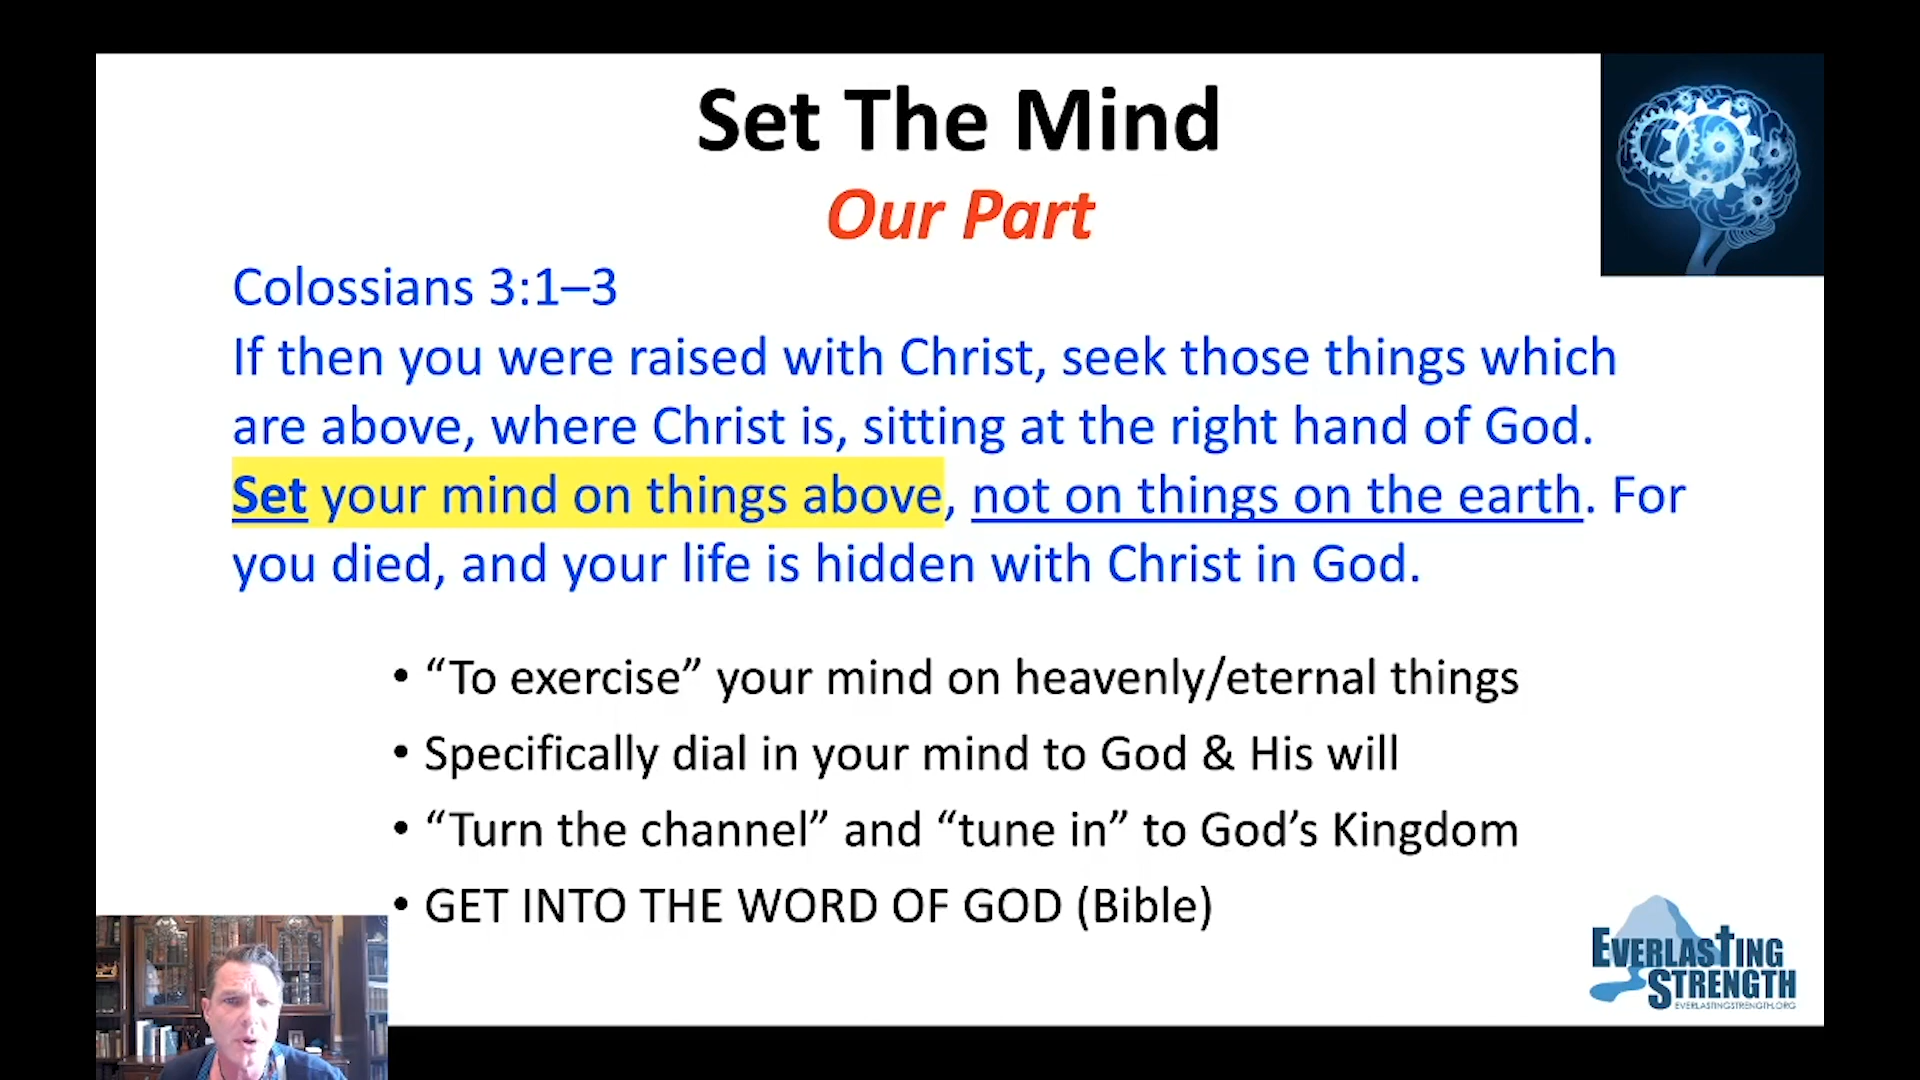 Set The Mind
Our Part
Colossians 3:1–3
If then you were raised with Christ, seek those things which
are above, where Christ is, sitting at the right hand of God.
Set your mind on things above, not on things on the earth. For
you died, and your life is hidden with Christ in God.
• “To exercise” your mind on heavenly/eternal things
• Specifically dial in your mind to God & His will
• “Turn the channel” and “tune in” to God’s Kingdom
• GET INTO THE WORD OF GOD (Bible)
EVERLASTING
STRENGTH
EVERLASTINGSTRENGTH.ORG